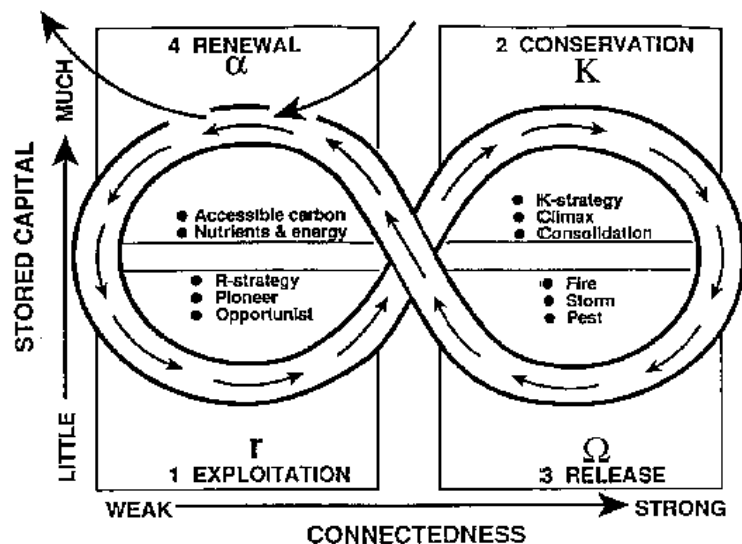 4 RENEWAL
α
2 CONSERVATION
K
MUCH
STORED CAPITAL
LITTLE
● Accessible carbon
● Nutrients & energy
● K-strategy
● Climax
● Consolidation
● R-strategy
● Pioneer
● Opportunist
● Fire
● Storm
● Pest
r
1 EXPLOITATION
Ω
3 RELEASE
WEAK
STRONG
CONNECTEDNESS